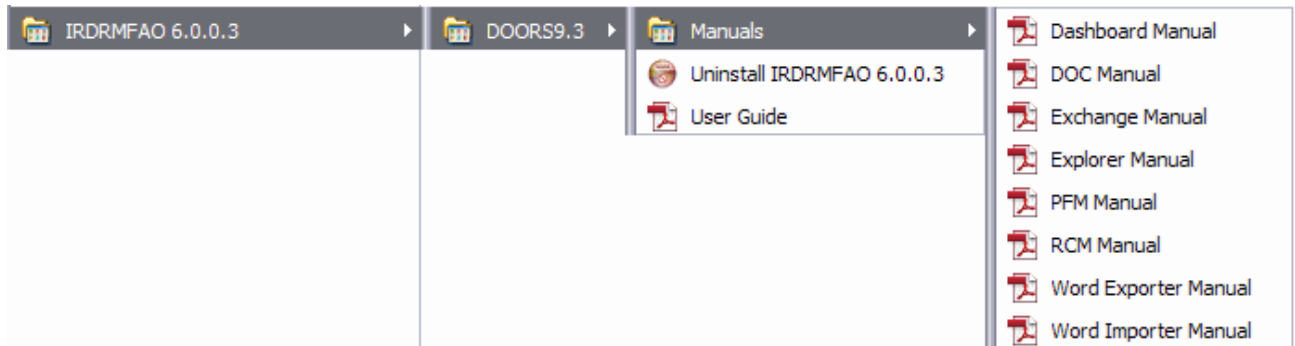 IRDRMFAO 6.0.0.3
DOORS9.3
Manuals
Uninstall IRDRMFAO 6.0.0.3
User Guide
Dashboard Manual
DOC Manual
Exchange Manual
Explorer Manual
PFM Manual
RCM Manual
Word Exporter Manual
Word Importer Manual